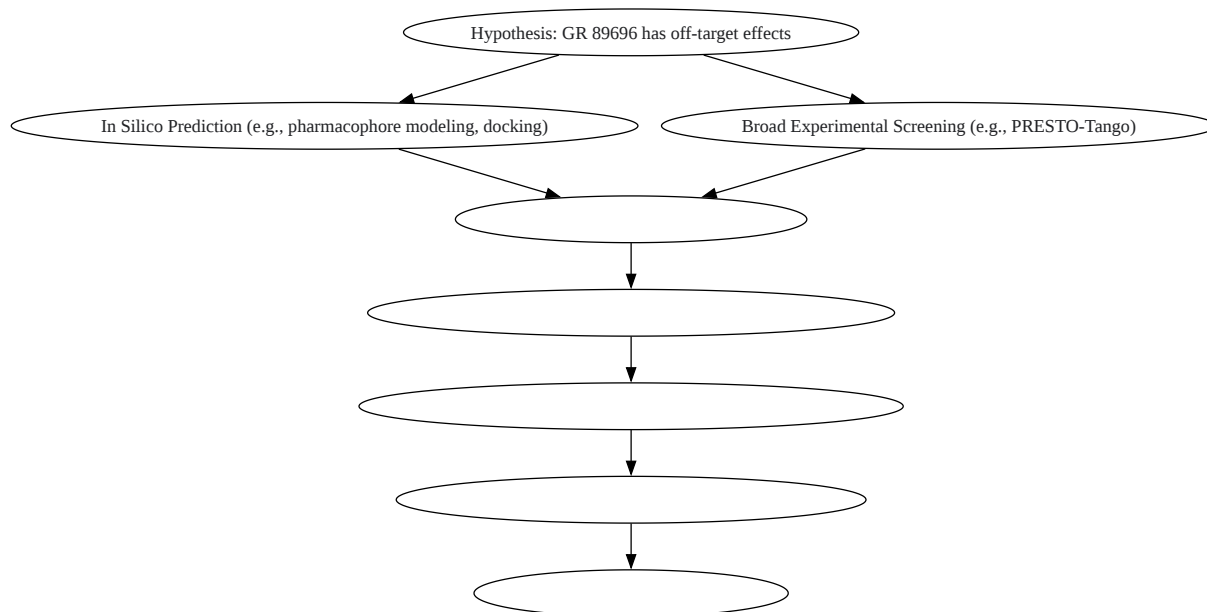 Hypothesis: GR 89696 has off-target effects
In Silico Prediction (e.g., pharmacophore modeling, docking)
Broad Experimental Screening (e.g., PRESTO-Tango)